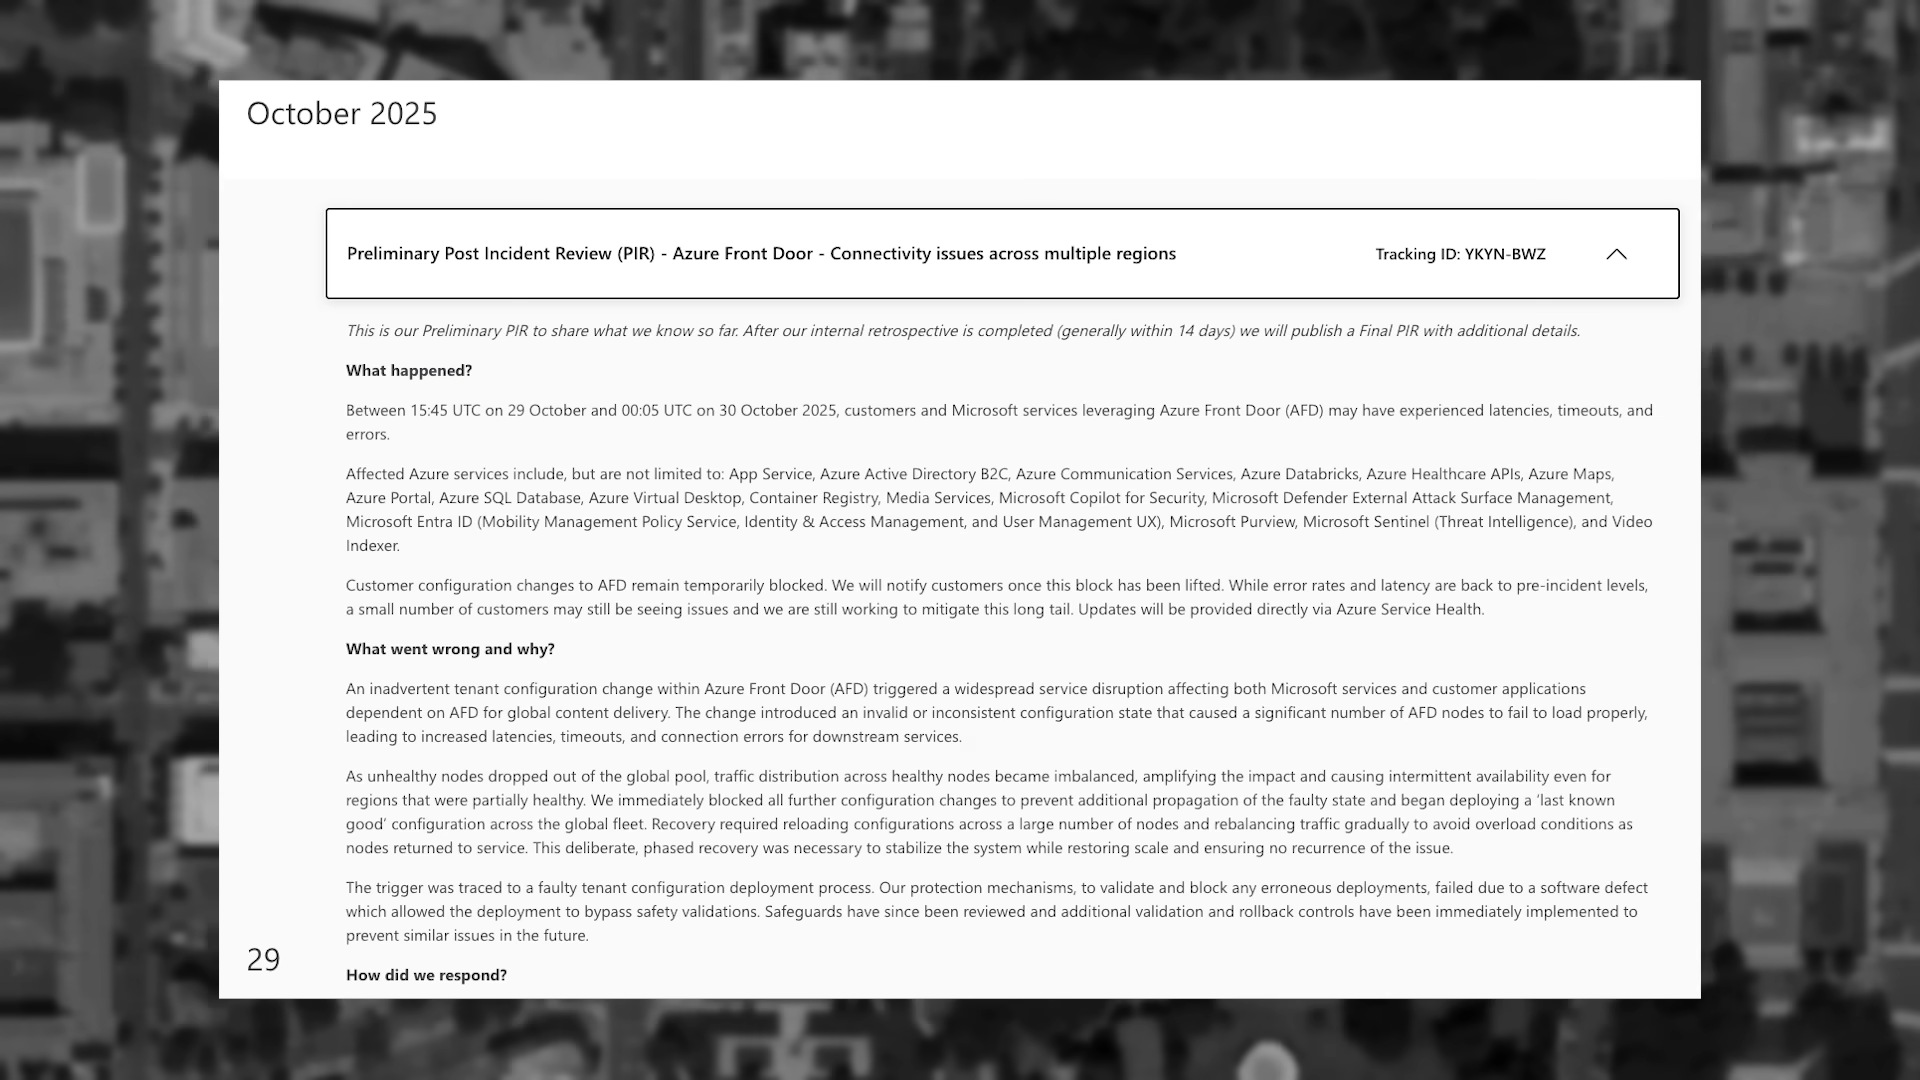 October 2025
Preliminary Post Incident Review (PIR) - Azure Front Door - Connectivity issues across multiple regions
Tracking ID: YKYN-BWZ
This is our Preliminary PIR to share what we know so far. After our internal retrospective is completed (generally within 14 days) we will publish a Final PIR with additional details.
What happened?
Between 15:45 UTC on 29 October and 00:05 UTC on 30 October 2025, customers and Microsoft services leveraging Azure Front Door (AFD) may have experienced latencies, timeouts, and
errors.
Affected Azure services include, but are not limited to: App Service, Azure Active Directory B2C, Azure Communication Services, Azure Databricks, Azure Healthcare APIs, Azure Maps,
Azure Portal, Azure SQL Database, Azure Virtual Desktop, Container Registry, Media Services, Microsoft Copilot for Security, Microsoft Defender External Attack Surface Management,
Microsoft Entra ID (Mobility Management Policy Service, Identity & Access Management, and User Management UX), Microsoft Purview, Microsoft Sentinel (Threat Intelligence), and Video
Indexer.
Customer configuration changes to AFD remain temporarily blocked. We will notify customers once this block has been lifted. While error rates and latency are back to pre-incident levels,
a small number of customers may still be seeing issues and we are still working to mitigate this long tail. Updates will be provided directly via Azure Service Health.
What went wrong and why?
An inadvertent tenant configuration change within Azure Front Door (AFD) triggered a widespread service disruption affecting both Microsoft services and customer applications
dependent on AFD for global content delivery. The change introduced an invalid or inconsistent configuration state that caused a significant number of AFD nodes to fail to load properly,
leading to increased latencies, timeouts, and connection errors for downstream services.
As unhealthy nodes dropped out of the global pool, traffic distribution across healthy nodes became imbalanced, amplifying the impact and causing intermittent availability even for
regions that were partially healthy. We immediately blocked all further configuration changes to prevent additional propagation of the faulty state and began deploying a ‘last known
good’ configuration across the global fleet. Recovery required reloading configurations across a large number of nodes and rebalancing traffic gradually to avoid overload conditions as
nodes returned to service. This deliberate, phased recovery was necessary to stabilize the system while restoring scale and ensuring no recurrence of the issue.
The trigger was traced to a faulty tenant configuration deployment process. Our protection mechanisms, to validate and block any erroneous deployments, failed due to a software defect
which allowed the deployment to bypass safety validations. Safeguards have since been reviewed and additional validation and rollback controls have been immediately implemented to
prevent similar issues in the future.
29
How did we respond?